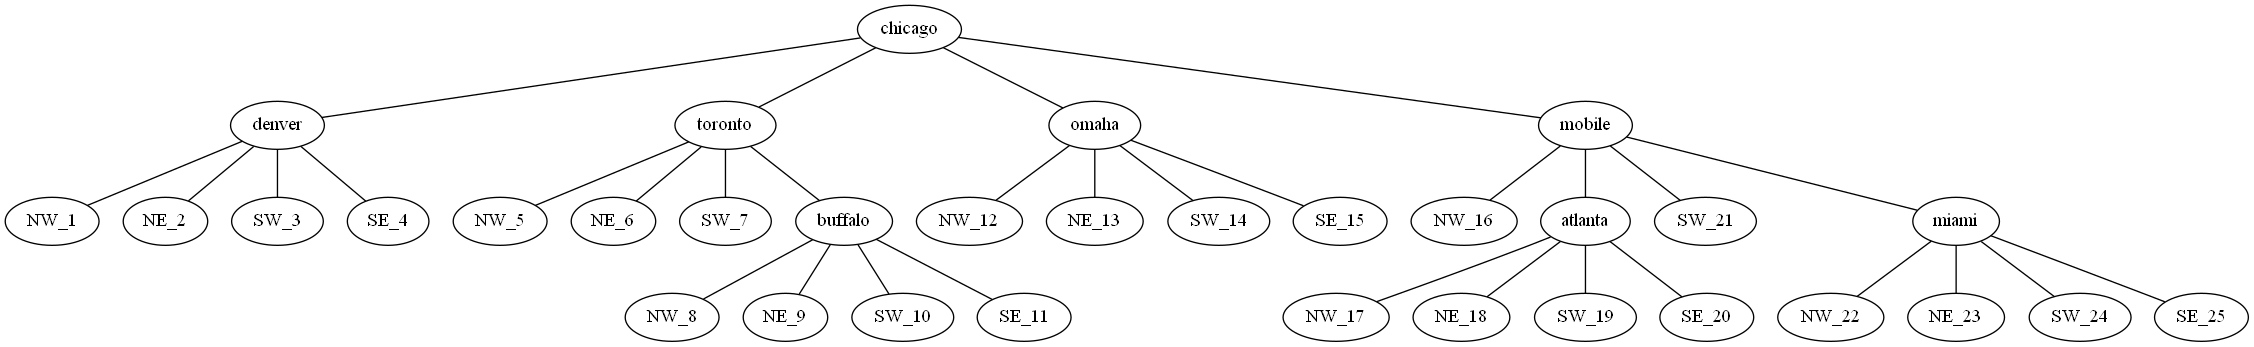 chicago
denver toronto omaha mobile
NW_1 NE_2 SW_3 SE_4 NW_5 NE_6 SW_7 buffalo NW_12 NE_13 SW_14 SE_15 NW_16 atlanta SW_21 miami
NW_8 NE_9 SW_10 SE_11 NW_17 NE_18 SW_19 SE_20 NW_22 NE_23 SW_24 SE_25